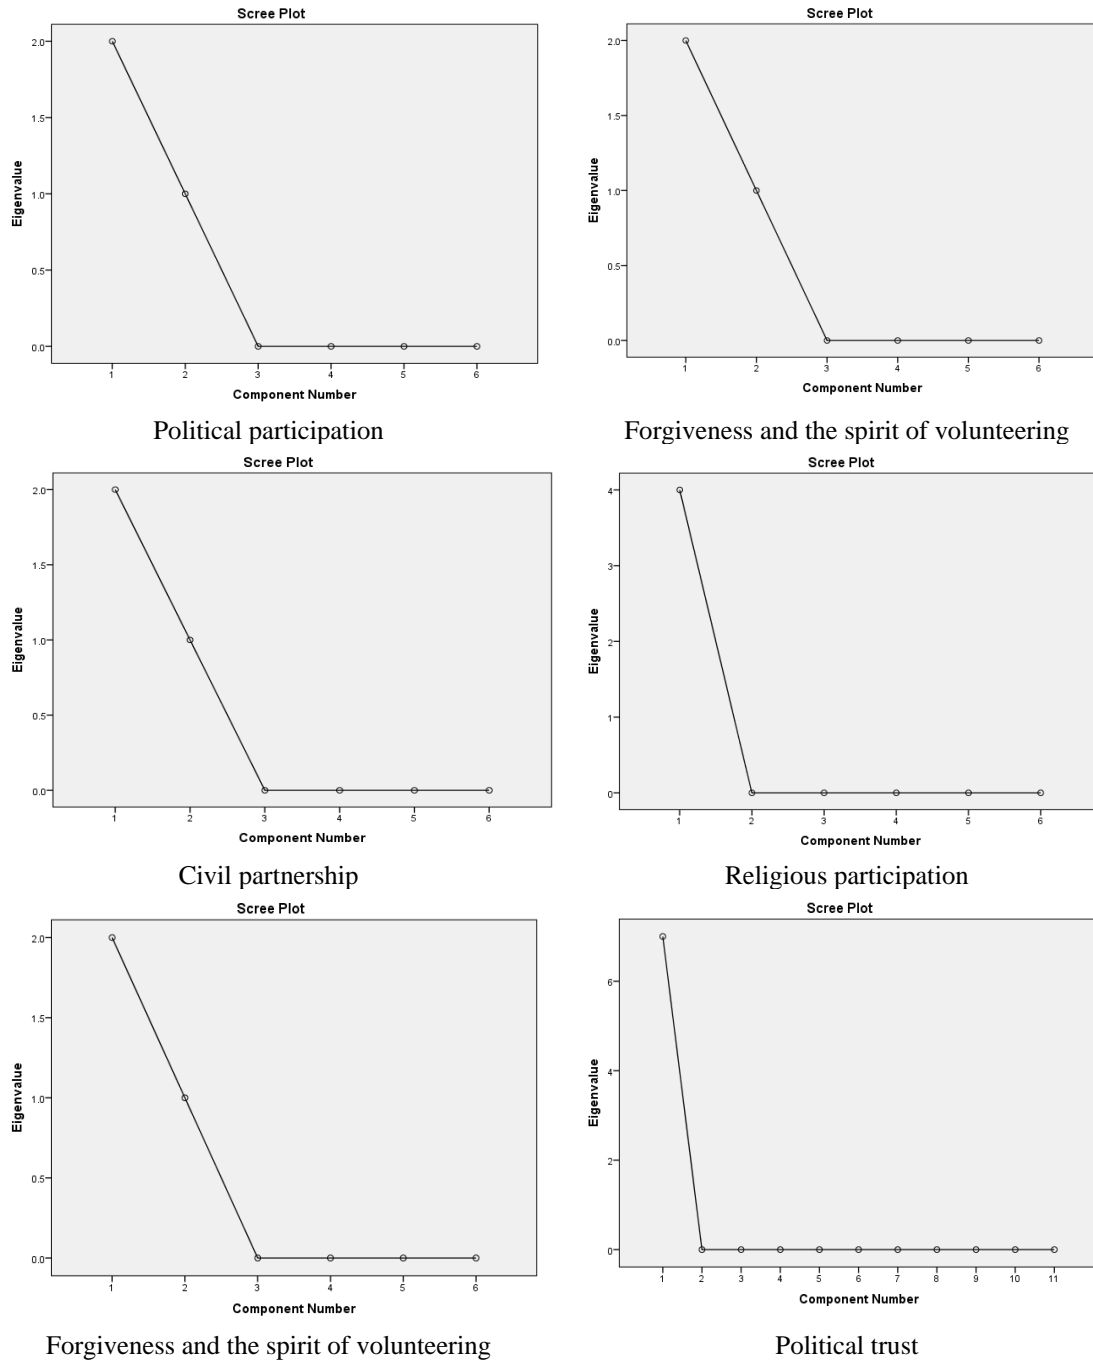 Scree Plot
2.0
1.5
1.0
0.5
0.0
Eigenvalue
1 2 3 4 5 6
Component Number
Political participation
Scree Plot
2.0
1.5
1.0
0.5
0.0
Eigenvalue
1 2 3 4 5 6
Component Number
Forgiveness and the spirit of volunteering
Scree Plot
2.0
1.5
1.0
0.5
0.0
Eigenvalue
1 2 3 4 5 6
Component Number
Civil partnership
Scree Plot
4
3
2
1
0
Eigenvalue
1 2 3 4 5 6
Component Number
Religious participation
Scree Plot
2.0
1.5
1.0
0.5
0.0
Eigenvalue
1 2 3 4 5 6
Component Number
Forgiveness and the spirit of volunteering
Scree Plot
6
4
2
0
Eigenvalue
1 2 3 4 5 6 7 8 9 10 11
Component Number
Political trust